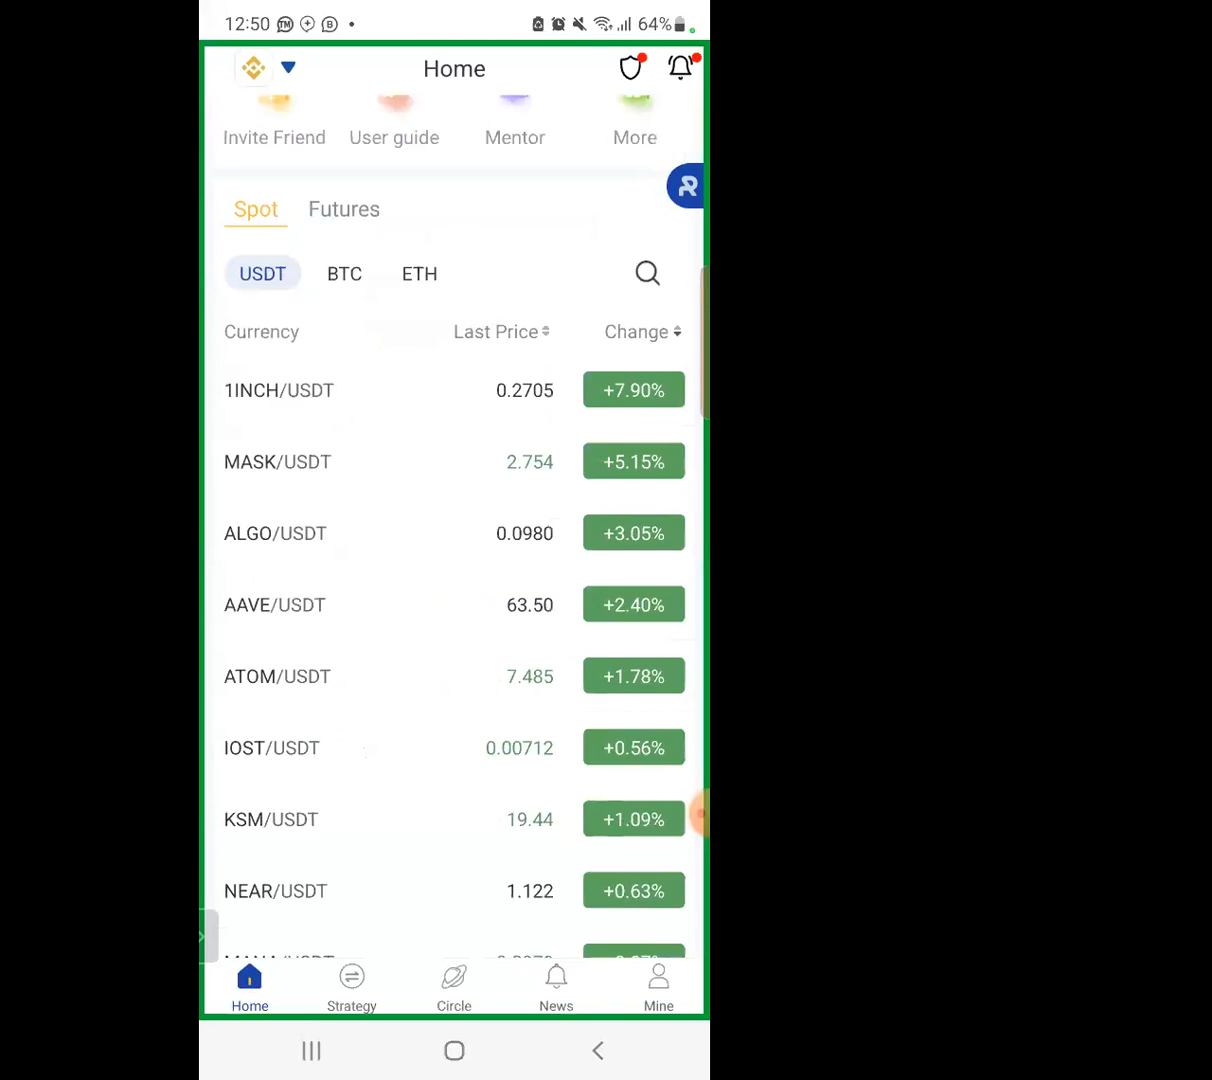 12:50 64%
Home
Invite Friend User guide Mentor More
Spot Futures
USDT BTC ETH
Currency Last Price Change
1INCH/USDT 0.2705 +7.90%
MASK/USDT 2.754 +5.15%
ALGO/USDT 0.0980 +3.05%
AAVE/USDT 63.50 +2.40%
ATOM/USDT 7.485 +1.78%
IOST/USDT 0.00712 +0.56%
KSM/USDT 19.44 +1.09%
NEAR/USDT 1.122 +0.63%
Home Strategy Circle News Mine